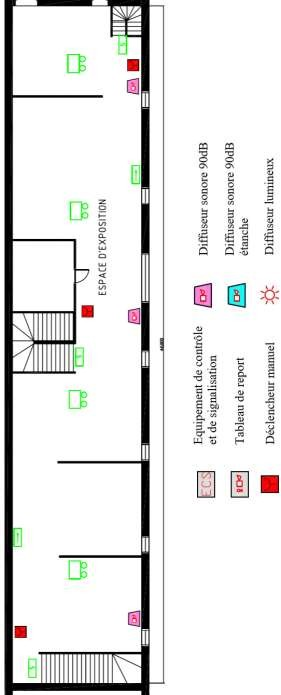 ESPACE D'EXPOSITION
ECS
Equipement de contrôle
et de signalisation
Tableau de report
Déclencheur manuel
Diffuseur sonore 90dB
Diffuseur sonore 90dB
étanche
Diffuseur lumineux